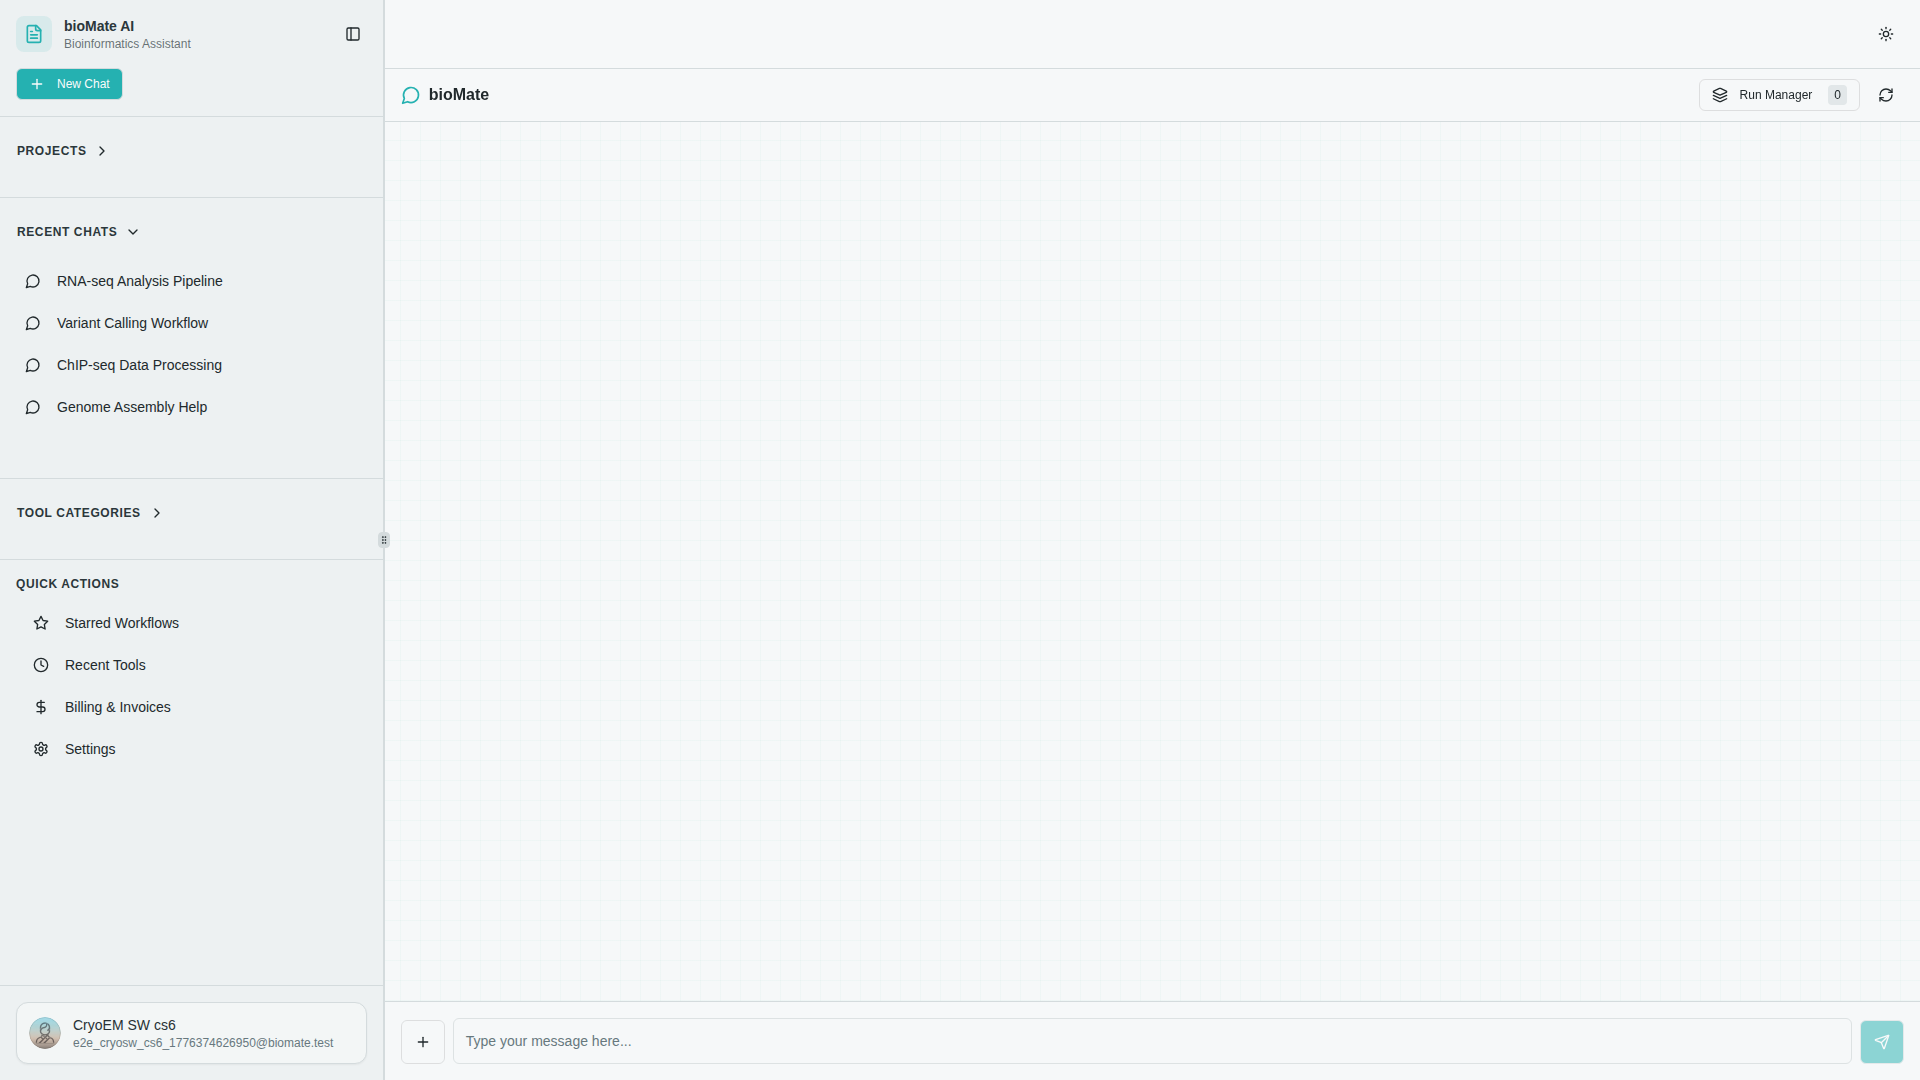 bioMate AI
Bioinformatics Assistant
New Chat
PROJECTS
RECENT CHATS
RNA-seq Analysis Pipeline
Variant Calling Workflow
ChIP-seq Data Processing
Genome Assembly Help
TOOL CATEGORIES
QUICK ACTIONS
Starred Workflows
Recent Tools
Billing & Invoices
Settings
CryoEM SW cs6
e2e_cryosw_cs6_1776374626950@biomate.test
bioMate
Run Manager 0
Type your message here...